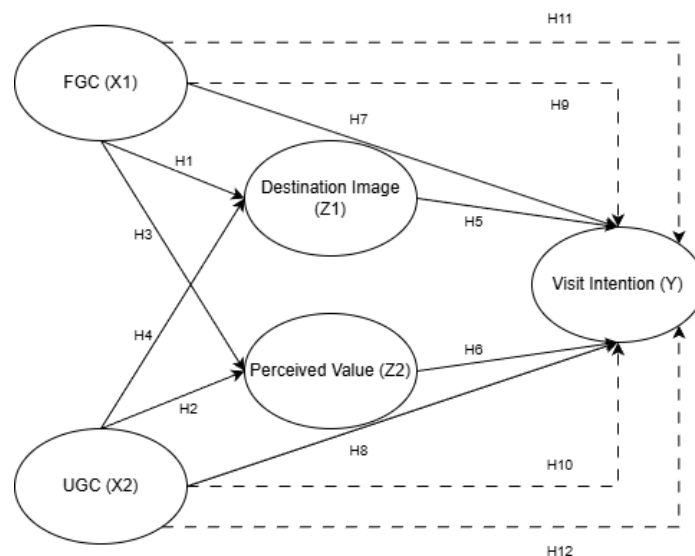 H11
FGC (X1)
H9
H7
H1
Destination Image
(Z1)
H5
H3
Visit Intention (Y)
H4
H6
Perceived Value (Z2)
H2
H8
H10
UGC (X2)
H12